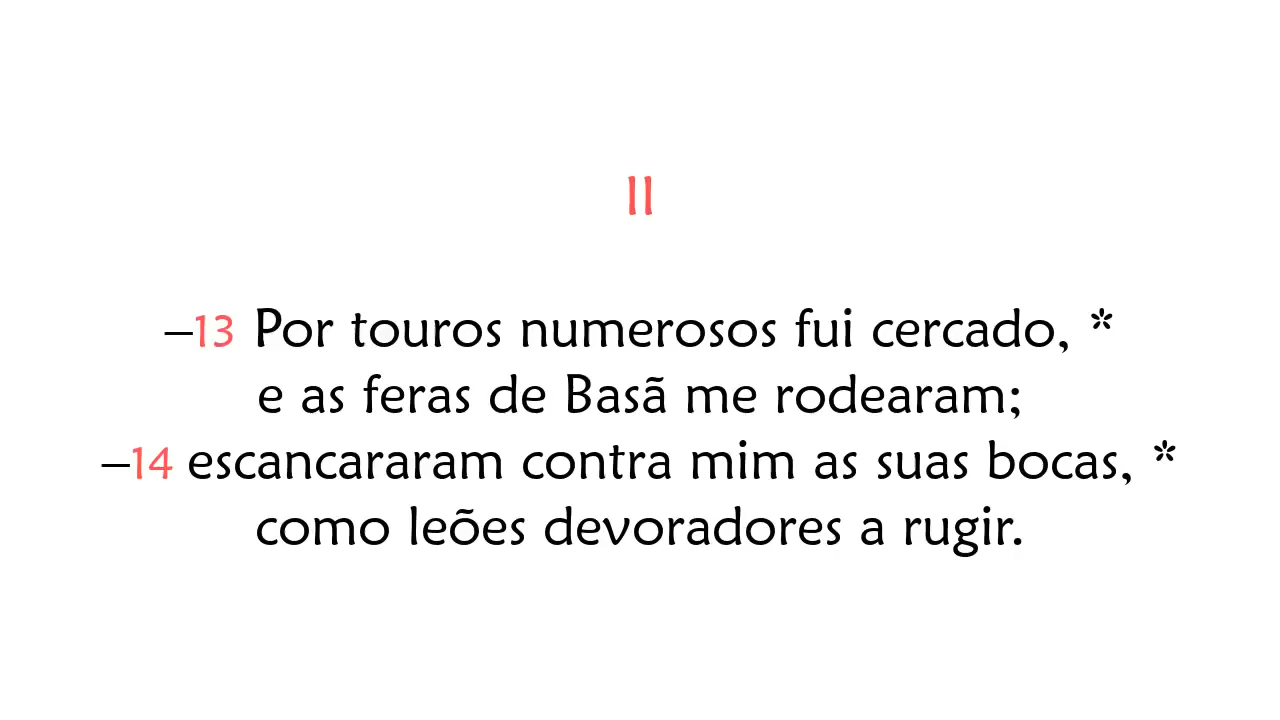 II
–13 Por touros numerosos fui cercado, *
e as feras de Basã me rodearam;
–14 escancararam contra mim as suas bocas, *
como leões devoradores a rugir.